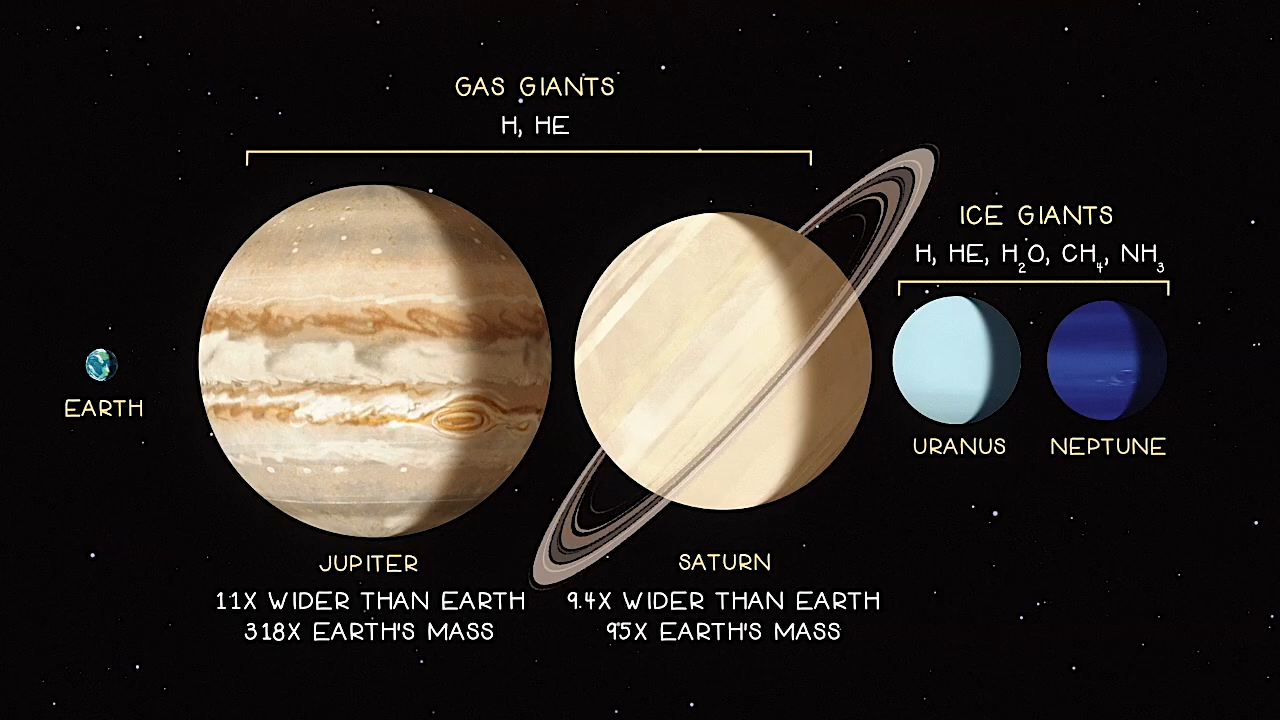 GAS GIANTS
H, HE
ICE GIANTS
H, HE, H₂O, CH₄, NH₃
EARTH
URANUS
NEPTUNE
JUPITER
11X WIDER THAN EARTH
318X EARTH'S MASS
SATURN
9.4X WIDER THAN EARTH
95X EARTH'S MASS